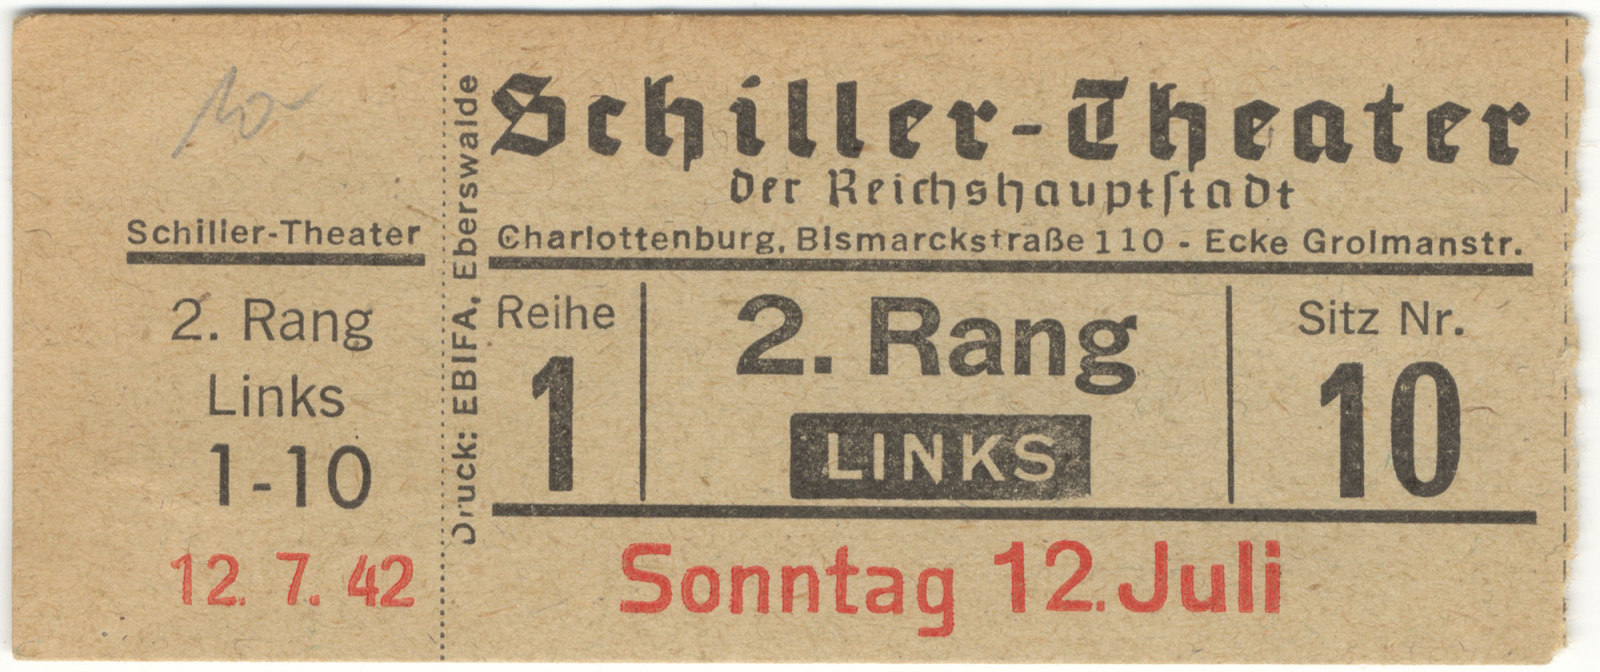 Schiller-Theater
2. Rang
Links
1-10
12. 7. 42
Druck: EBIFA, Eberswalde
Schiller-Theater
der Reichshauptſtadt
Charlottenburg, Bismarckstraße 110 - Ecke Grolmanstr.
Reihe
1
2. Rang
LINKS
Sitz Nr.
10
Sonntag 12. Juli